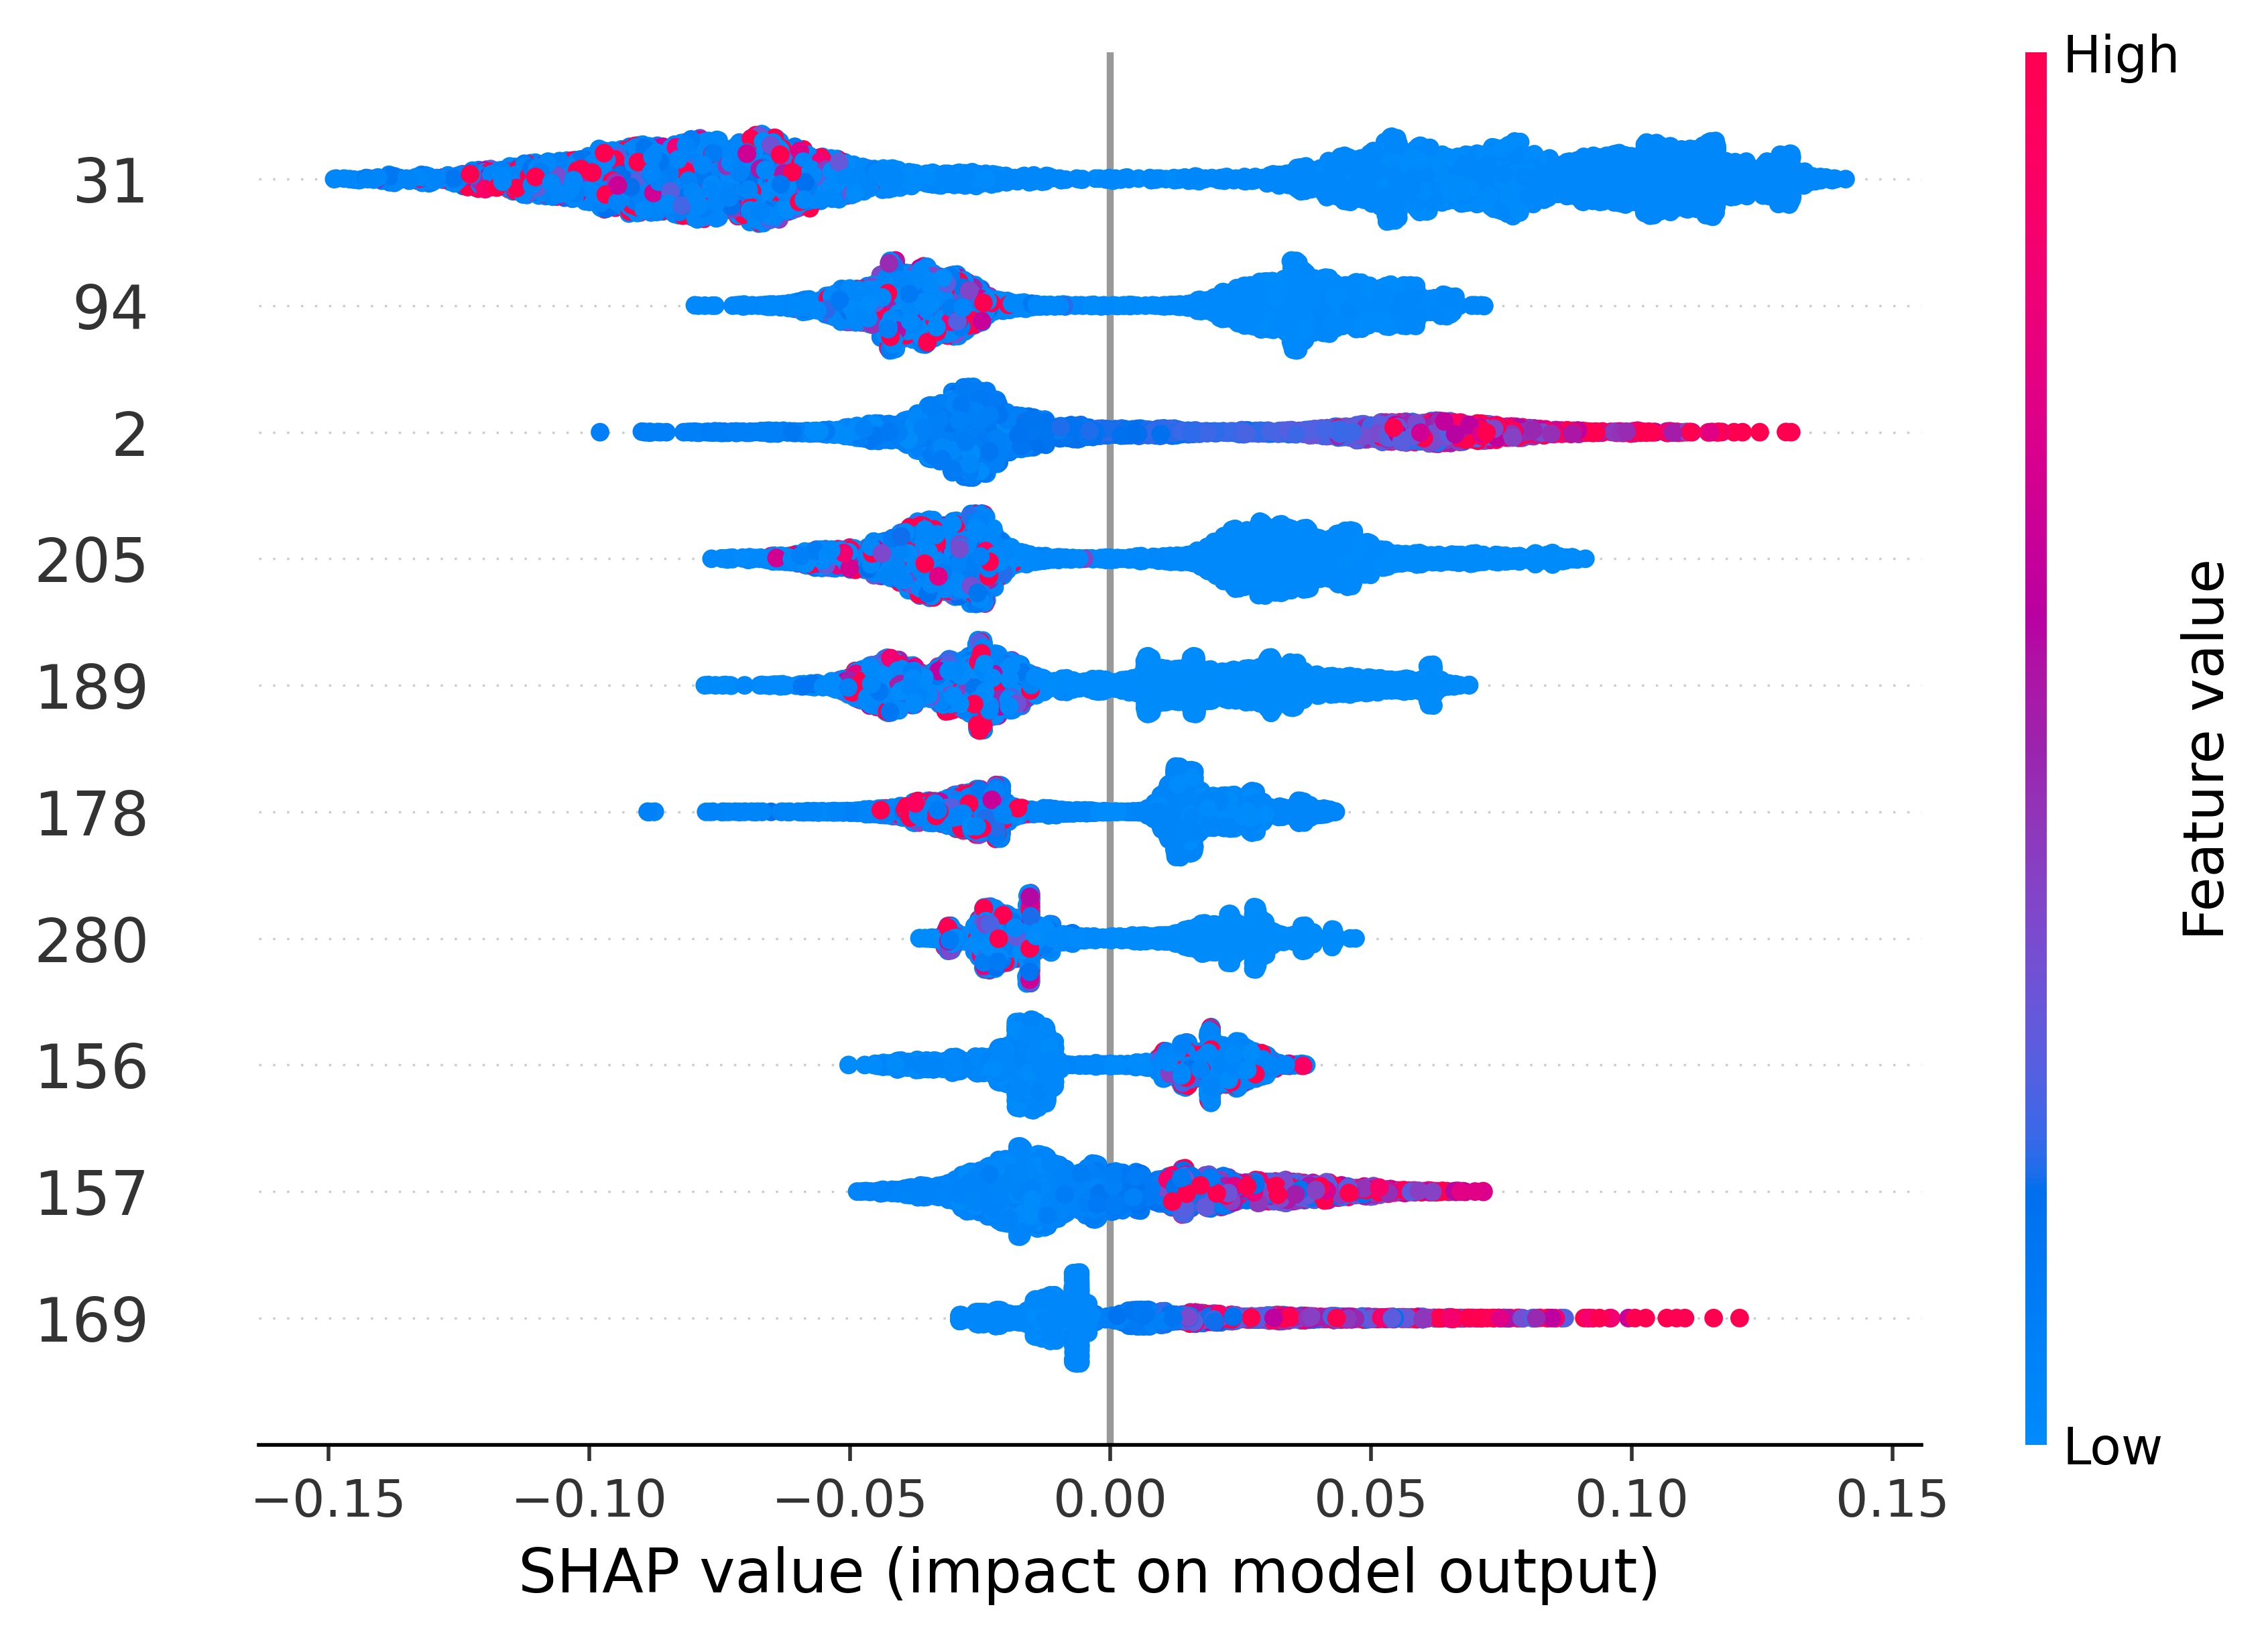 High
31
94
2
205
189
178
280
156
157
169
Feature value
Low
−0.15 −0.10 −0.05 0.00 0.05 0.10 0.15
SHAP value (impact on model output)